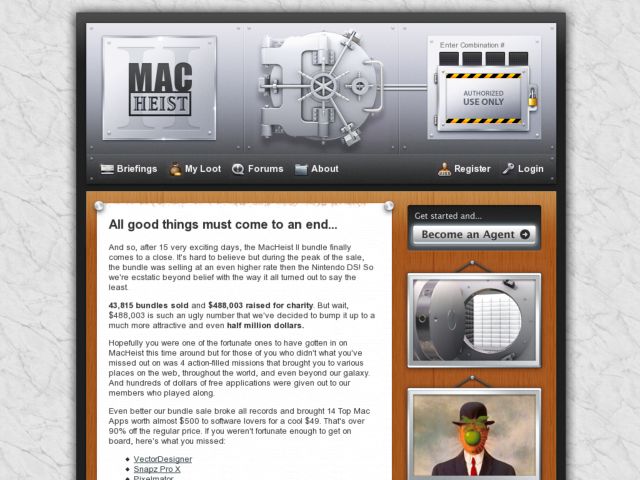 MAC
HEIST
Enter Combination #
AUTHORIZED
USE ONLY
Briefings
My Loot
Forums
About
Register
Login
All good things must come to an end...
And so, after 15 very exciting days, the MacHeist II bundle finally
comes to a close. It's hard to believe but during the peak of the sale,
the bundle was selling at an even higher rate then the Nintendo DS! So
we're ecstatic beyond belief with the way it all turned out to say the
least.
43,815 bundles sold and $488,003 raised for charity. But wait,
$488,003 is such an ugly number that we've decided to bump it up to a
much more attractive and even half million dollars.
Hopefully you were one of the fortunate ones to have gotten in on
MacHeist this time around but for those of you who didn't what you've
missed out on was 4 action-filled missions that brought you to various
places on the web, throughout the world, and even beyond our galaxy.
And hundreds of dollars of free applications were given out to our
members who played along.
Even better our bundle sale broke all records and brought 14 Top Mac
Apps worth almost $500 to software lovers for a cool $49. That's over
90% off the regular price. If you weren't fortunate enough to get on
board, here's what you missed:
VectorDesigner
Snapz Pro X
Pixelmator
Get started and...
Become an Agent